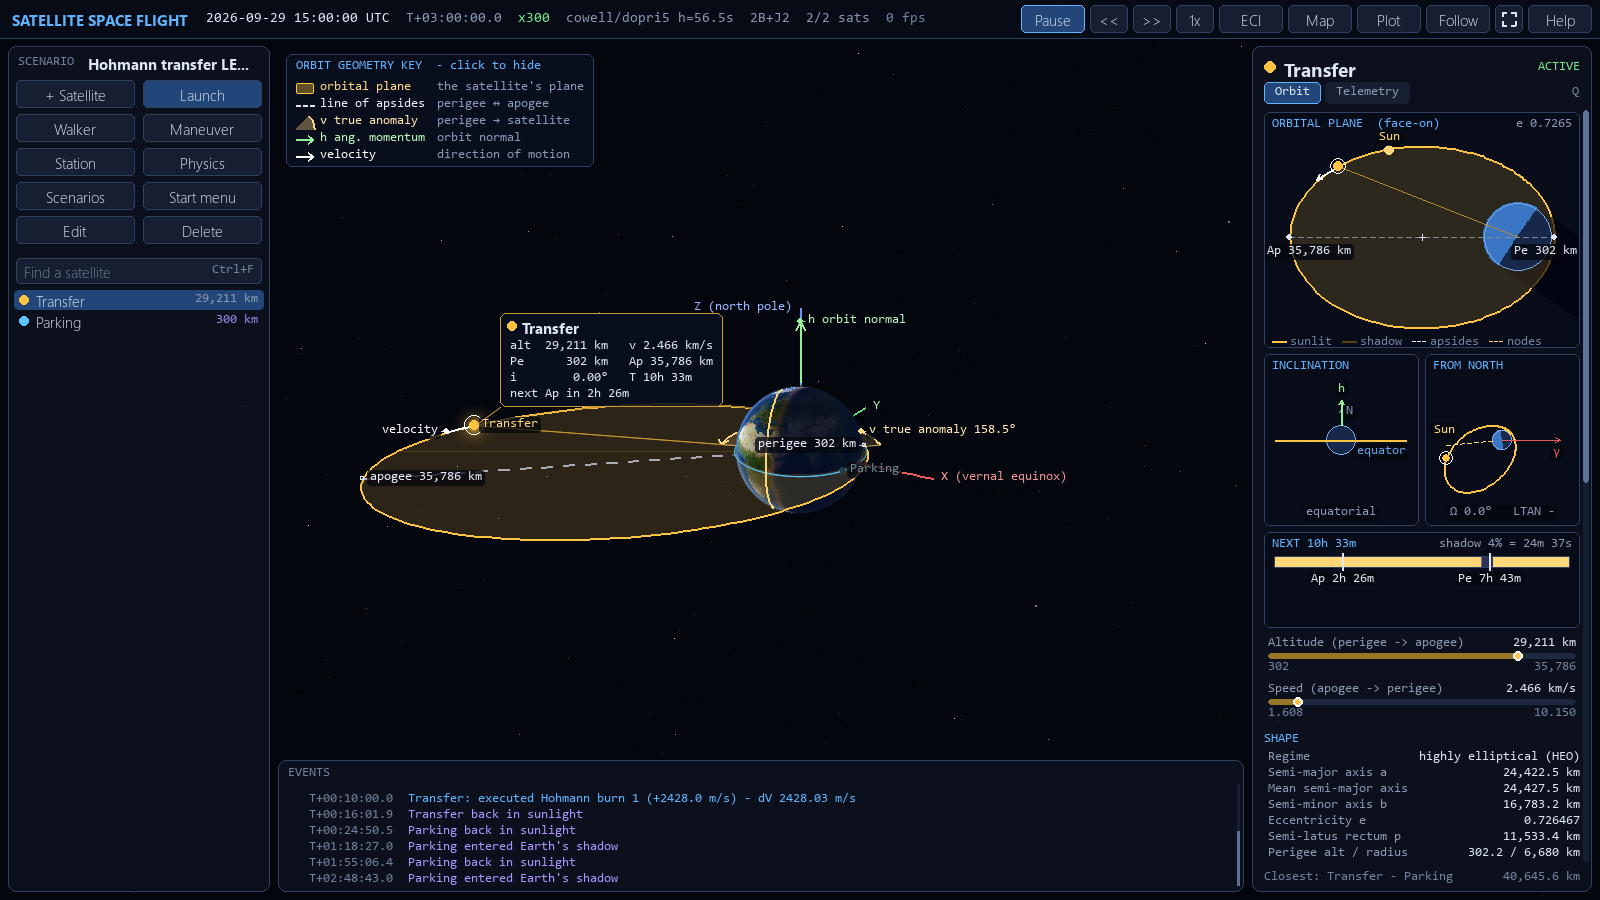 SATELLITE SPACE FLIGHT 2026-09-29 15:00:00 UTC T+03:00:00.0 x300 cowell/dopri5 h=56.5s 2B+J2 2/2 sats 0 fps Pause << >> 1x ECI Map Plot Follow Help
SCENARIO Hohmann transfer LE...
+ Satellite Launch
Walker Maneuver
Station Physics
Scenarios Start menu
Edit Delete
Find a satellite Ctrl+F
Transfer 29,211 km
Parking 300 km
ORBIT GEOMETRY KEY - click to hide
orbital plane the satellite's plane
line of apsides perigee ↔ apogee
ν true anomaly perigee → satellite
h ang. momentum orbit normal
velocity direction of motion
Z (north pole)
h orbit normal
Transfer
alt 29,211 km v 2.466 km/s
Pe 302 km Ap 35,786 km
i 0.00° T 10h 33m
next Ap in 2h 26m
Y
velocity
Transfer
ν true anomaly 158.5°
perigee 302 km
Parking
apogee 35,786 km
X (vernal equinox)
EVENTS
T+00:10:00.0 Transfer: executed Hohmann burn 1 (+2428.0 m/s) - dV 2428.03 m/s
T+00:16:01.9 Transfer back in sunlight
T+00:24:50.5 Parking back in sunlight
T+01:18:27.0 Parking entered Earth's shadow
T+01:55:06.4 Parking back in sunlight
T+02:48:43.0 Parking entered Earth's shadow
Transfer ACTIVE
Orbit Telemetry Q
ORBITAL PLANE (face-on) e 0.7265
Sun
Ap 35,786 km Pe 302 km
sunlit shadow apsides nodes
INCLINATION
h
N
equator
equatorial
FROM NORTH
Sun
γ
Ω 0.0° LTAN -
NEXT 10h 33m shadow 4% = 24m 37s
Ap 2h 26m Pe 7h 43m
Altitude (perigee -> apogee) 29,211 km
302 35,786
Speed (apogee -> perigee) 2.466 km/s
1.608 10.150
SHAPE
Regime highly elliptical (HEO)
Semi-major axis a 24,422.5 km
Mean semi-major axis 24,427.5 km
Semi-minor axis b 16,783.2 km
Eccentricity e 0.726467
Semi-latus rectum p 11,533.4 km
Perigee alt / radius 302.2 / 6,680 km
Closest: Transfer - Parking 40,645.6 km